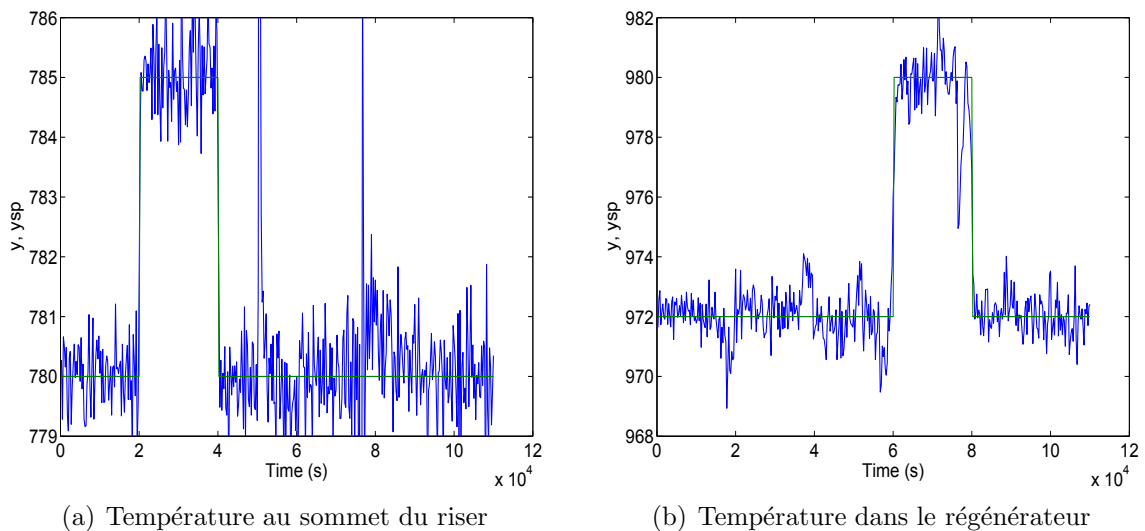 786
785
784
783
782
781
780
779
y, ysp
0 2 4 6 8 10 12
Time (s)
x 10^4
(a) Température au sommet du riser
982
980
978
976
974
972
970
968
y, ysp
0 2 4 6 8 10 12
Time (s)
x 10^4
(b) Température dans le régénérateur